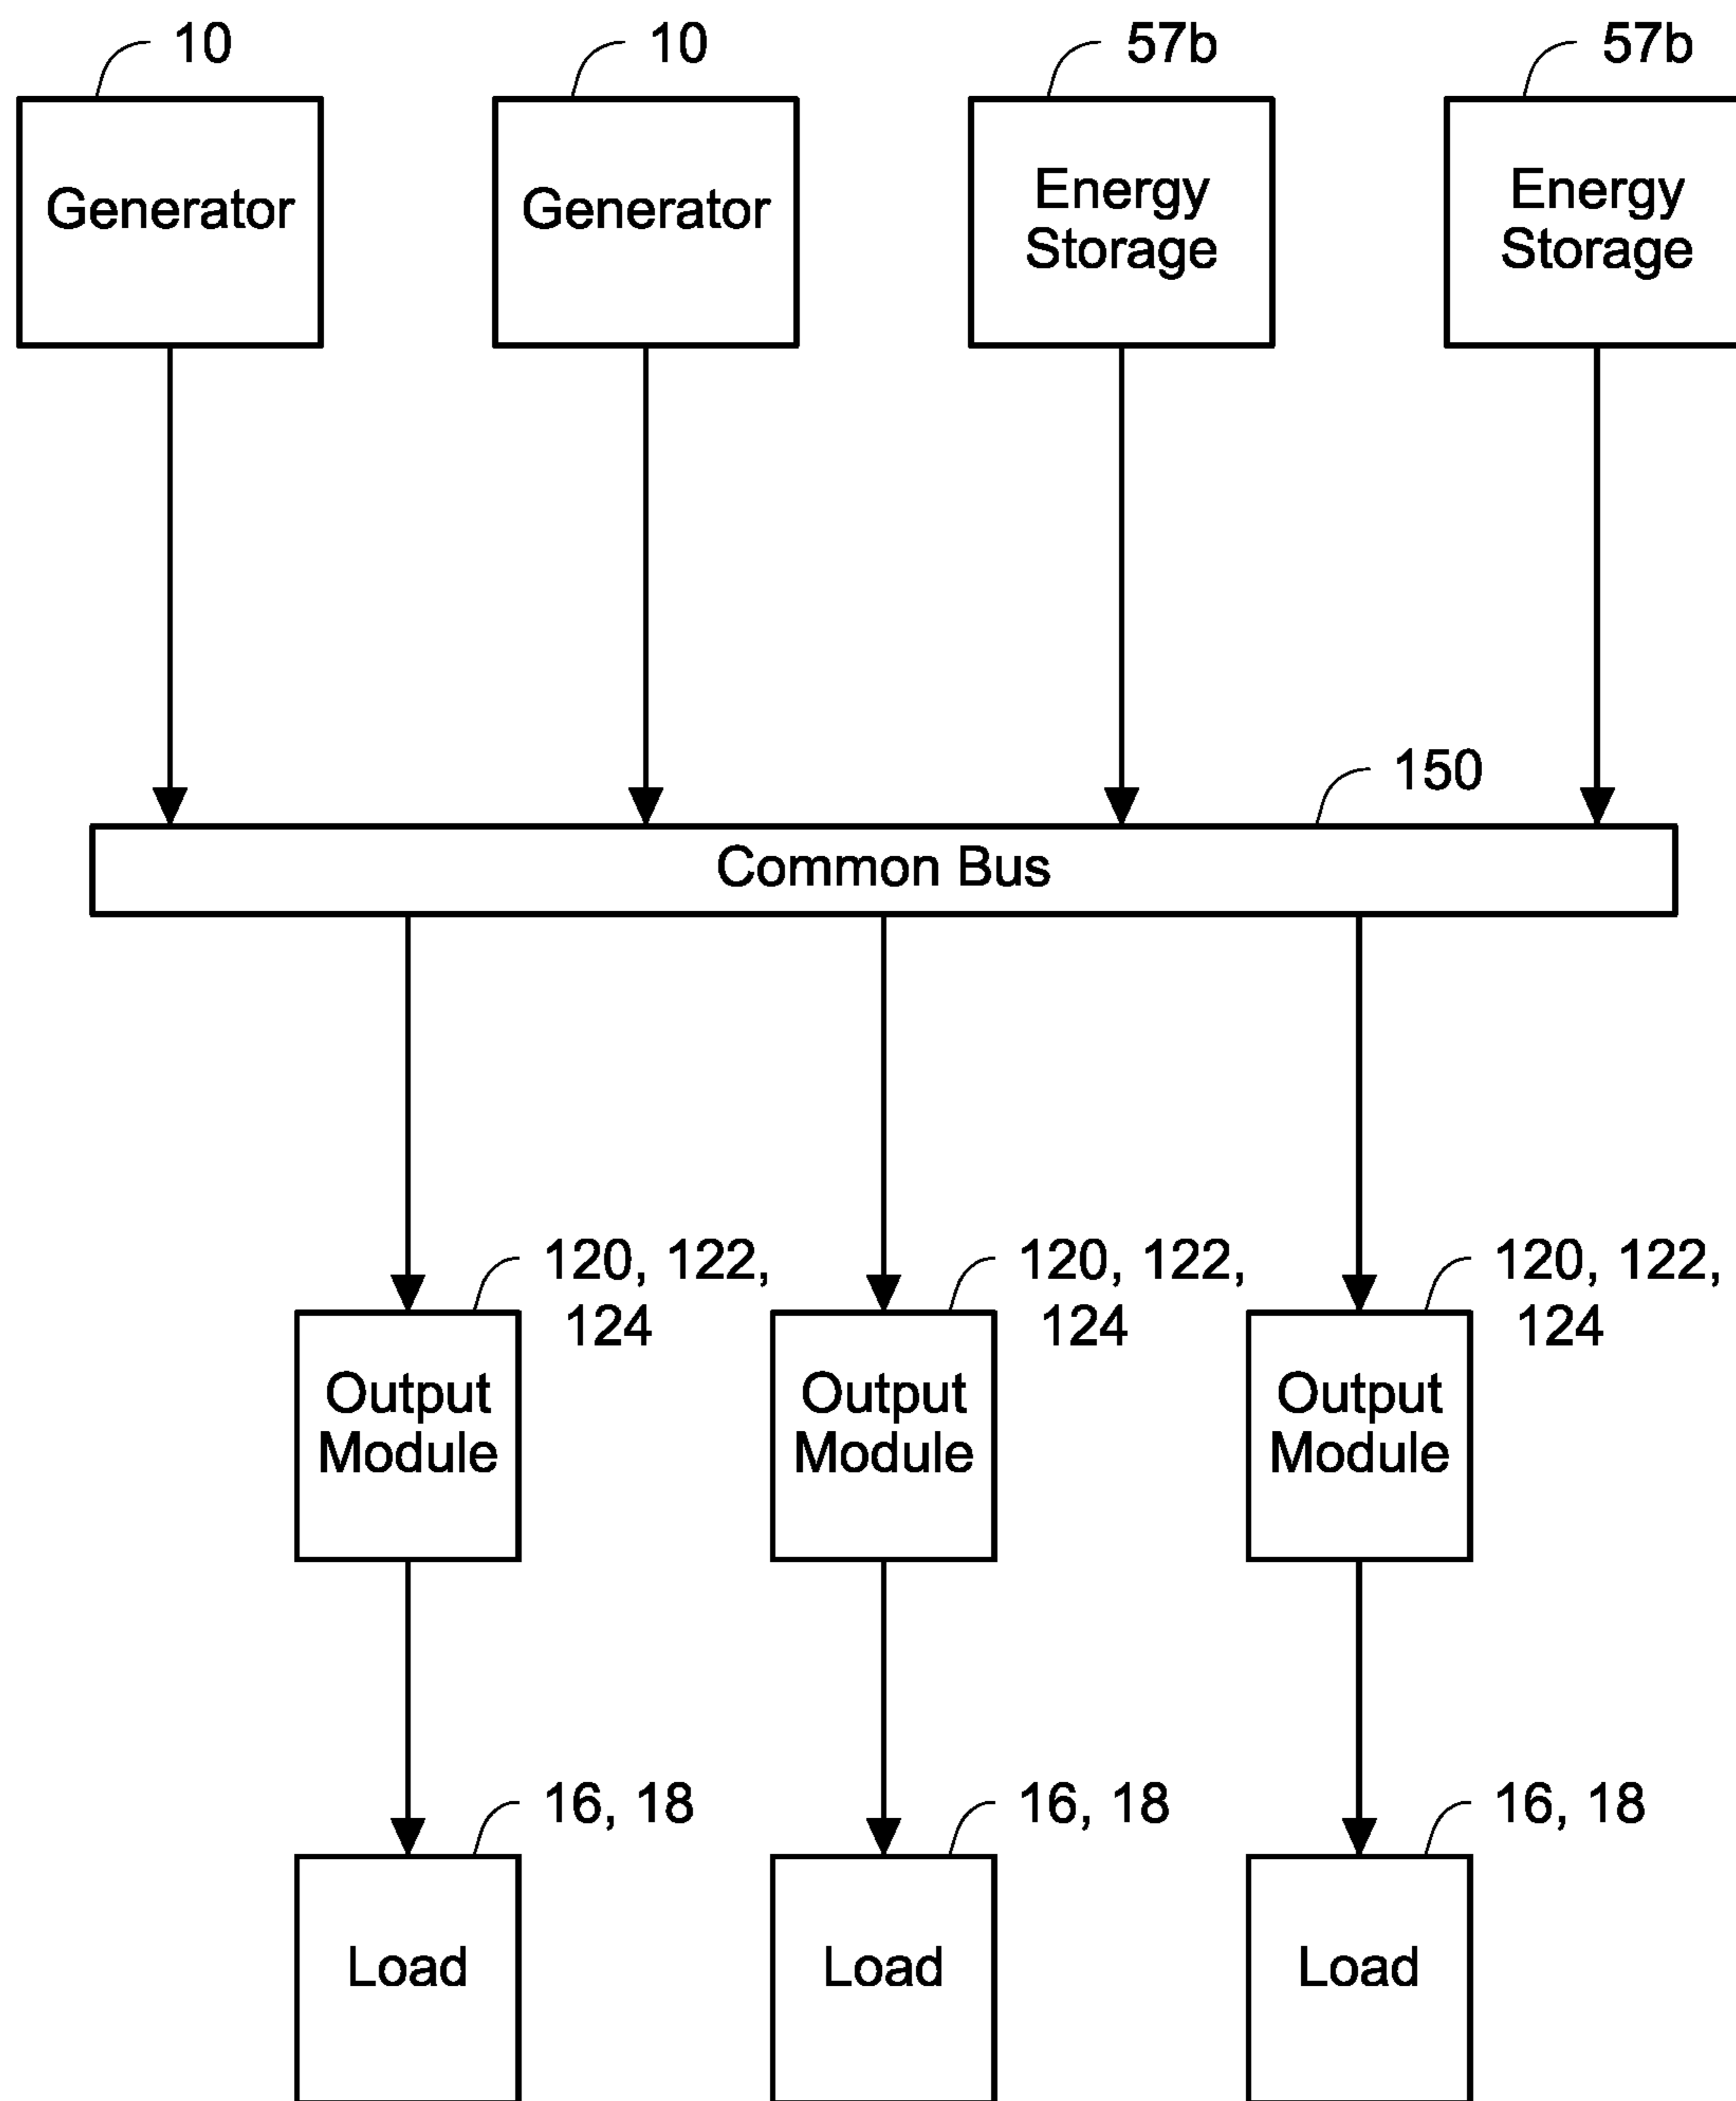 10
10
57b
57b
Generator
Generator
Energy
Storage
Energy
Storage
150
Common Bus
120, 122,
124
120, 122,
124
120, 122,
124
Output
Module
Output
Module
Output
Module
16, 18
16, 18
16, 18
Load
Load
Load